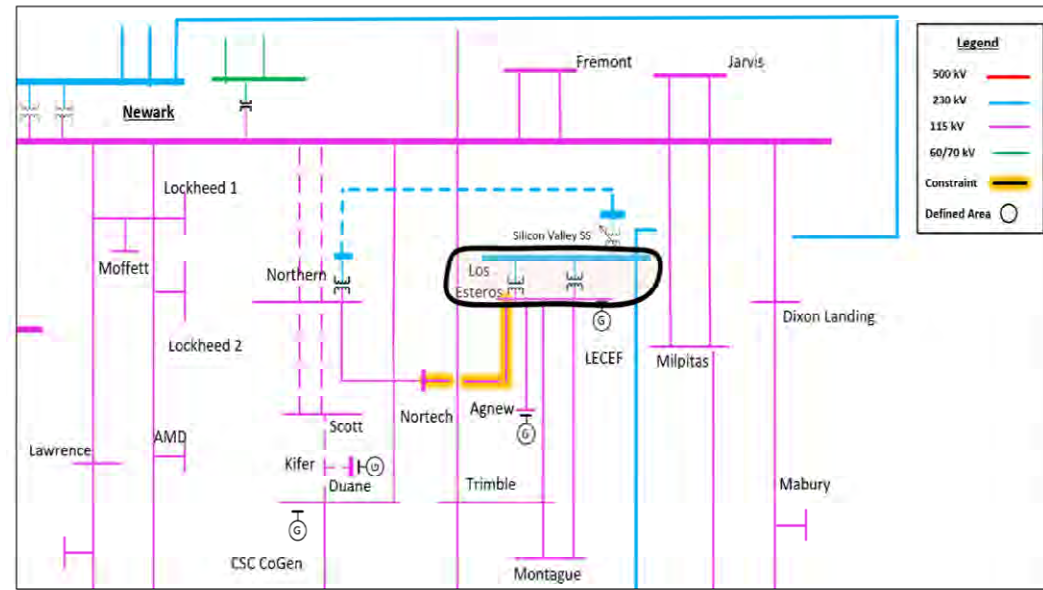 Newark
Fremont
Jarvis
Legend
500 kV
230 kV
115 kV
60/70 kV
Constraint
Defined Area
Lockheed 1
Moffett
Northern
Silicon Valley SS
Los
Esteros
G
LECEF
Dixon Landing
Milpitas
Lockheed 2
Nortech
Agnew
G
Scott
Lawrence
AMD
Kifer
G
Duane
Trimble
Mabury
G
CSC CoGen
Montague